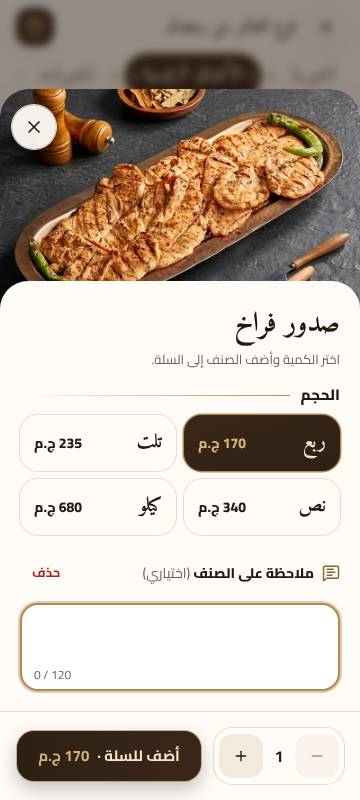 صدور فراخ
اختر الكمية وأضف الصنف إلى السلة.
الحجم
ربع 170 ج.م
تلت 235 ج.م
نص 340 ج.م
كيلو 680 ج.م
ملاحظة على الصنف (اختياري) حذف
0 / 120
− 1 +
أضف للسلة · 170 ج.م